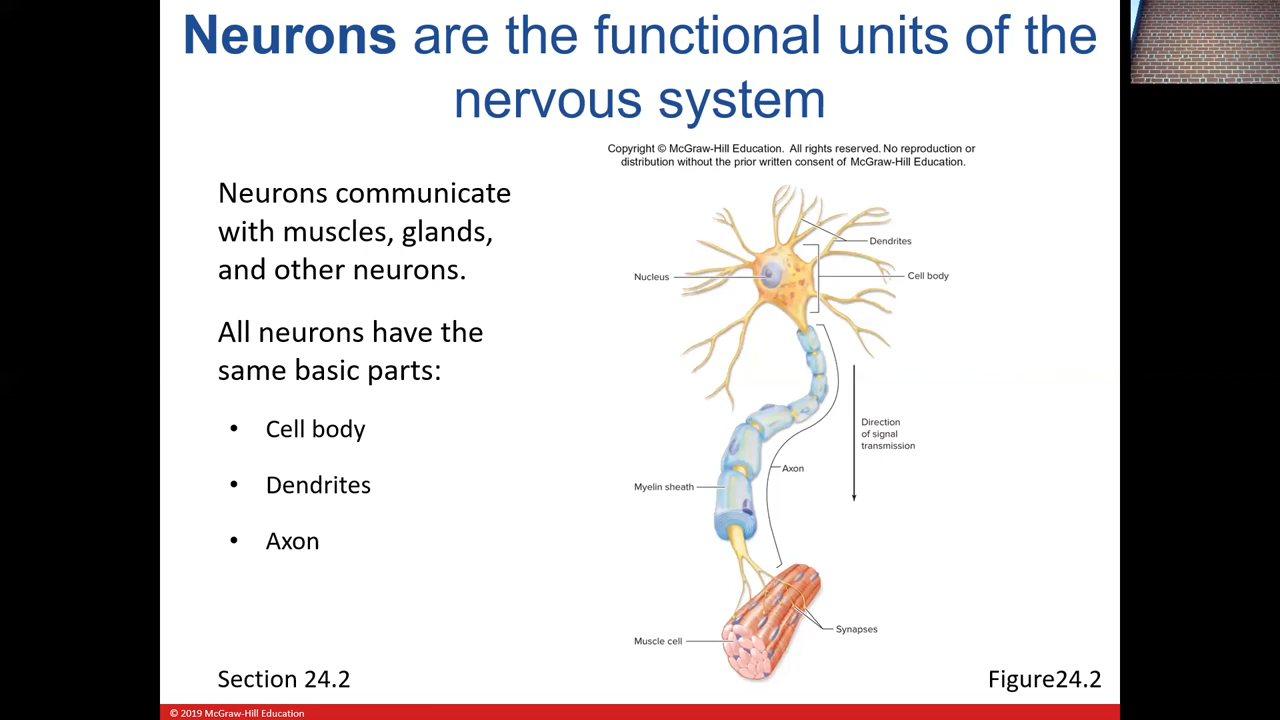 Neurons are the functional units of the
nervous system
Copyright © McGraw-Hill Education. All rights reserved. No reproduction or
distribution without the prior written consent of McGraw-Hill Education.
Neurons communicate
with muscles, glands,
and other neurons.
All neurons have the
same basic parts:
• Cell body
• Dendrites
• Axon
Dendrites
Nucleus
Cell body
Direction
of signal
transmission
Axon
Myelin sheath
Synapses
Muscle cell
Section 24.2
Figure24.2
© 2019 McGraw-Hill Education